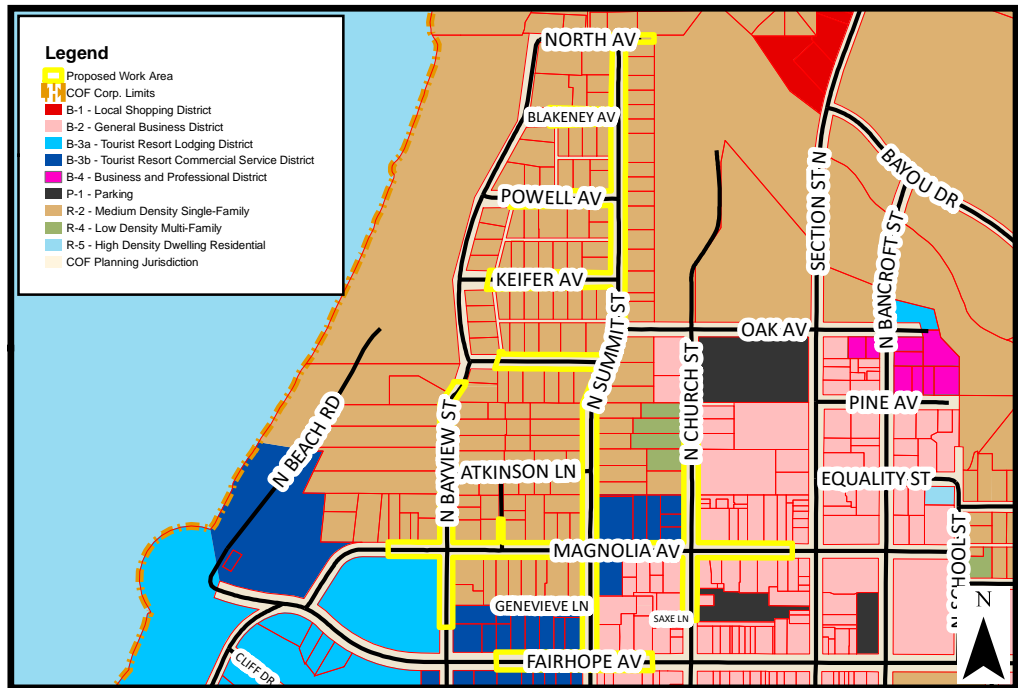 Legend
Proposed Work Area
COF Corp. Limits
B-1 - Local Shopping District
B-2 - General Business District
B-3a - Tourist Resort Lodging District
B-3b - Tourist Resort Commercial Service District
B-4 - Business and Professional District
P-1 - Parking
R-2 - Medium Density Single-Family
R-4 - Low Density Multi-Family
R-5 - High Density Dwelling Residential
COF Planning Jurisdiction
NORTH AV
BLAKENEY AV
POWELL AV
KEIFER AV
N SUMMIT ST
SECTION ST N
BAYOU DR
N BANCROFT ST
OAK AV
N CHURCH ST
PINE AV
N BEACH RD
N BAYVIEW ST
ATKINSON LN
EQUALITY ST
MAGNOLIA AV
N SCHOOL ST
GENEVIEVE LN
SAXE LN
FAIRHOPE AV
CLIFF DR
N